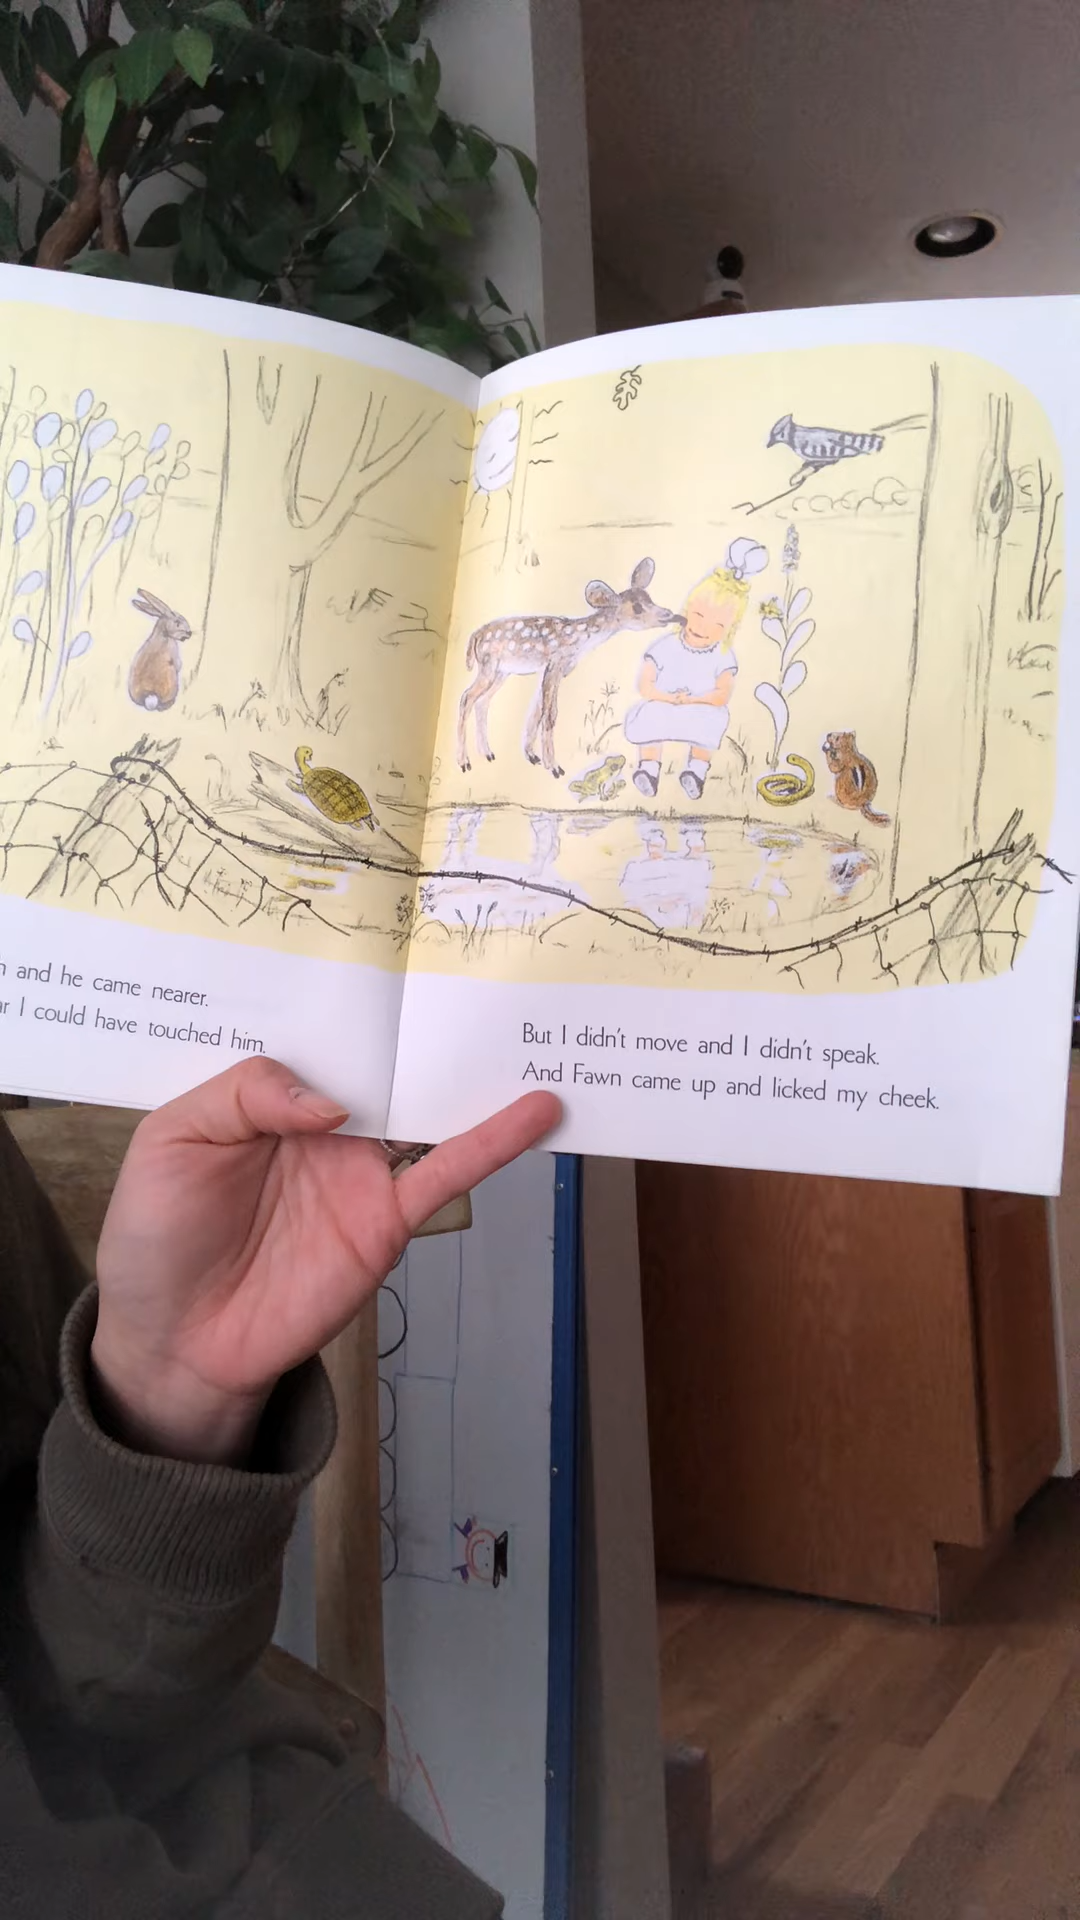 and he came nearer.
I could have touched him.
But I didn't move and I didn't speak.
And Fawn came up and licked my cheek.